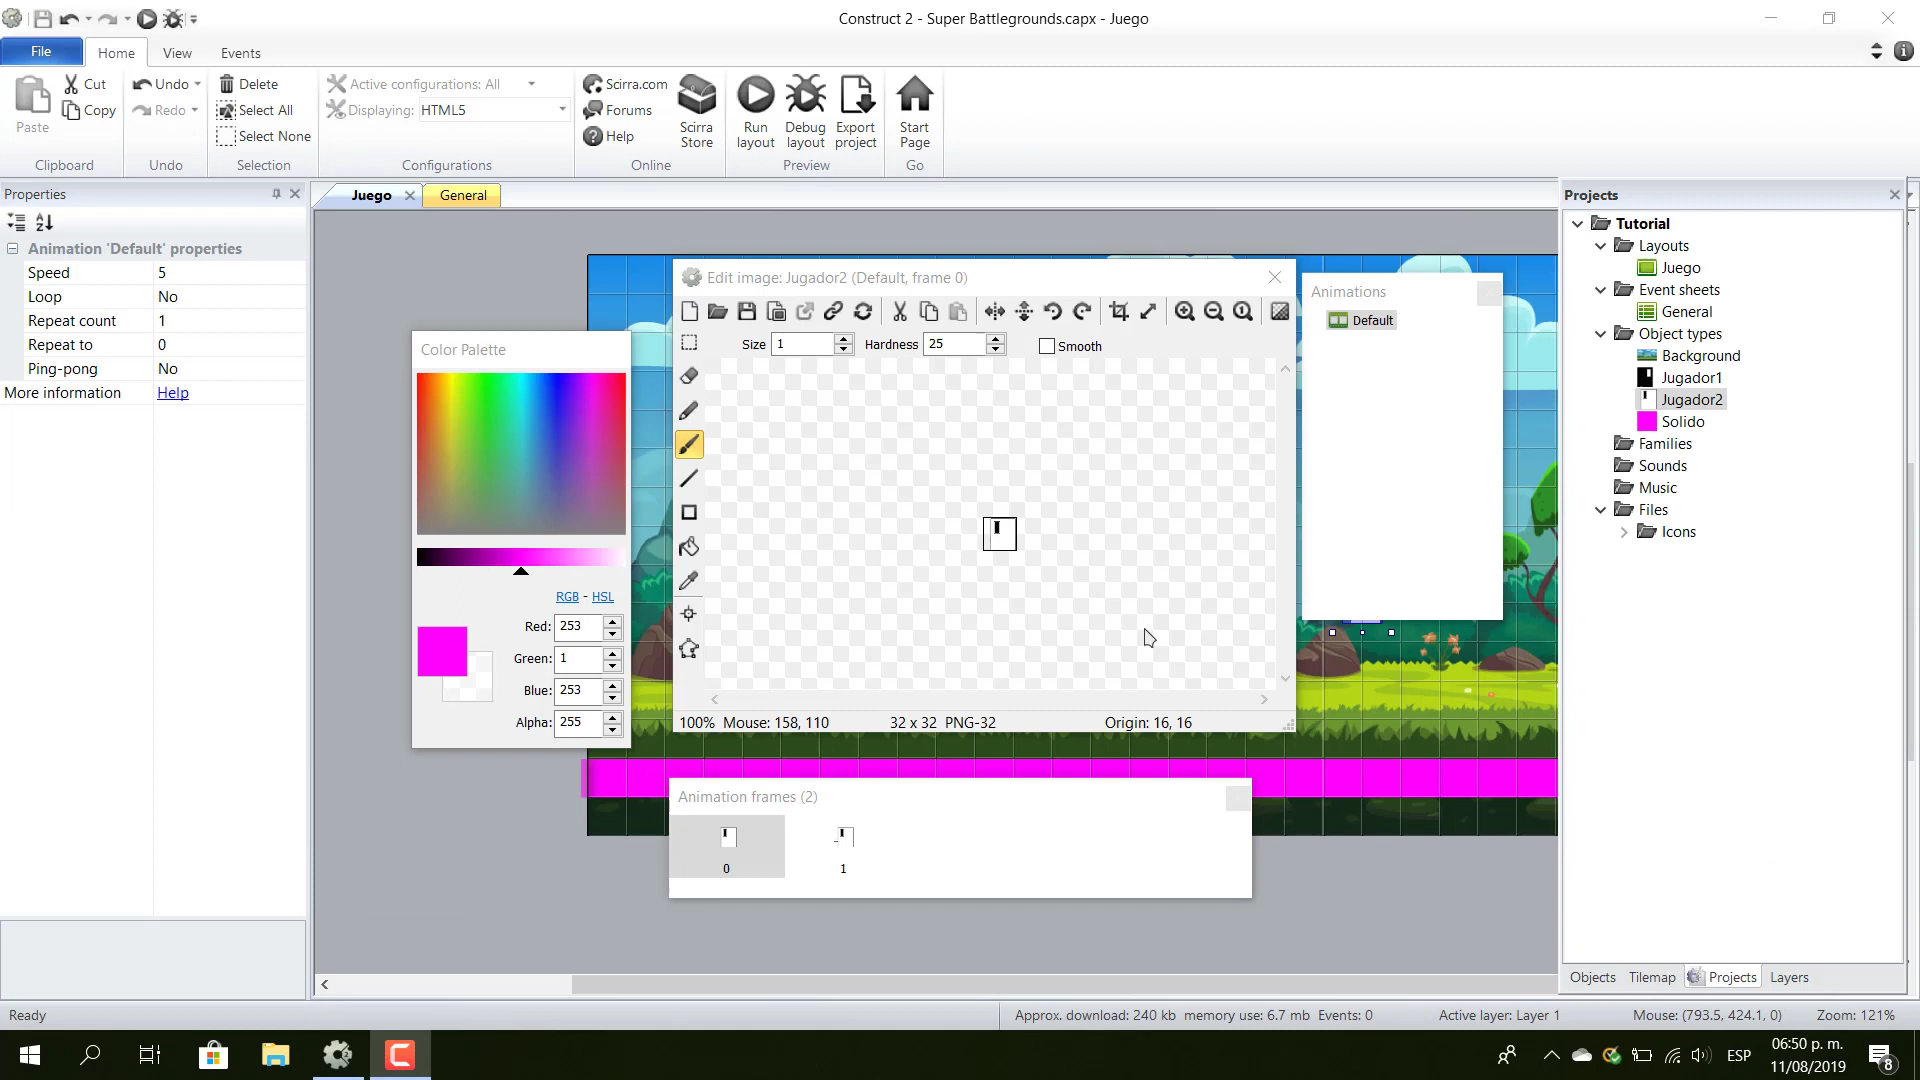 Construct 2 - Super Battlegrounds.capx - Juego
File
Home
View
Events
Paste
Cut
Copy
Clipboard
Undo
Redo
Undo
Delete
Select All
Select None
Selection
Active configurations: All
Displaying: HTML5
Configurations
Scirra.com
Forums
Help
Scirra Store
Online
Run layout
Debug layout
Export project
Preview
Start Page
Go
Properties
Animation 'Default' properties
Speed 5
Loop No
Repeat count 1
Repeat to 0
Ping-pong No
More information Help
Juego
General
Color Palette
RGB - HSL
Red: 253
Green: 1
Blue: 253
Alpha: 255
Edit image: Jugador2 (Default, frame 0)
Size 1 Hardness 25 Smooth
100% Mouse: 158, 110 32 x 32 PNG-32 Origin: 16, 16
Animations
Default
Animation frames (2)
0
1
Projects
Tutorial
Layouts
Juego
Event sheets
General
Object types
Background
Jugador1
Jugador2
Solido
Families
Sounds
Music
Files
Icons
Objects Tilemap Projects Layers
Ready
Approx. download: 240 kb memory use: 6.7 mb Events: 0
Active layer: Layer 1
Mouse: (793.5, 424.1, 0)
Zoom: 121%
ESP
06:50 p. m.
11/08/2019
8